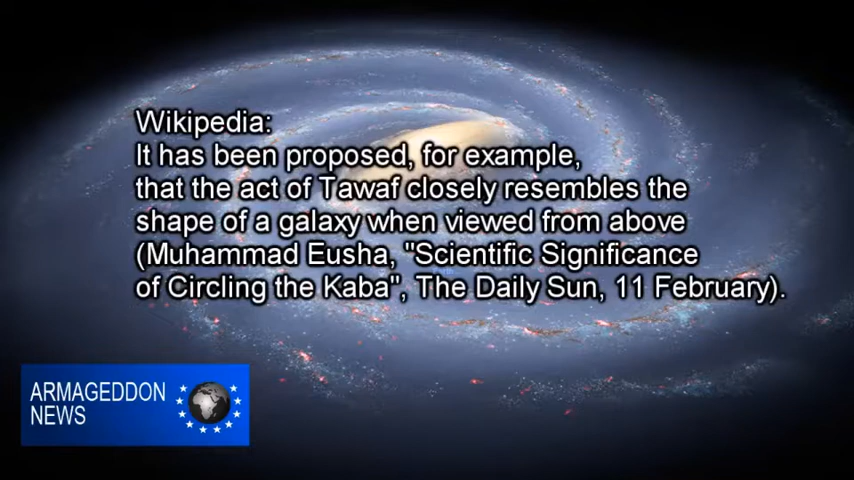 Wikipedia:
It has been proposed, for example,
that the act of Tawaf closely resembles the
shape of a galaxy when viewed from above
(Muhammad Eusha, "Scientific Significance
of Circling the Kaba", The Daily Sun, 11 February).
ARMAGEDDON
NEWS